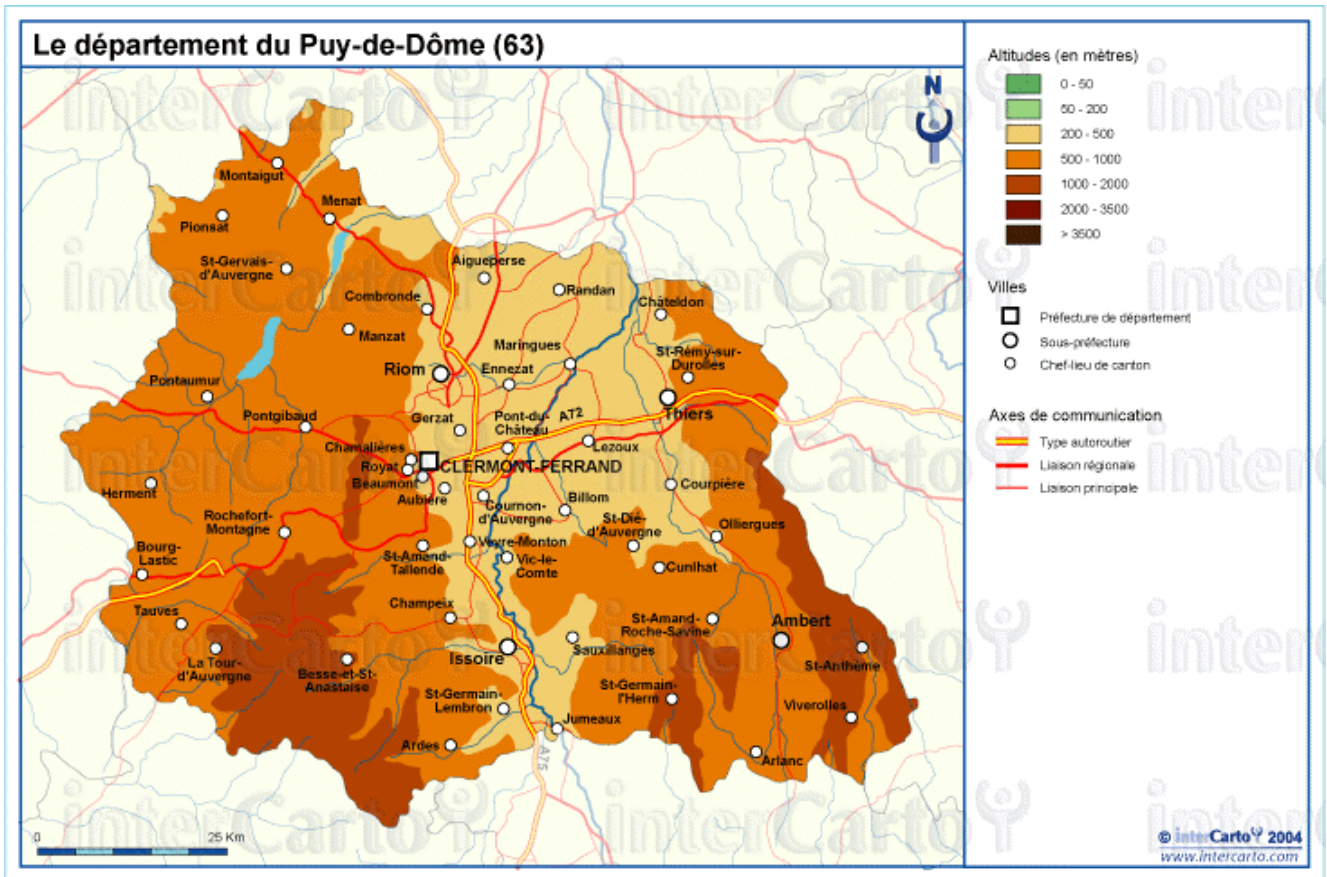 Le département du Puy-de-Dôme (63)
interCarto
N
Montaigut
Menat
Pionsat
St-Gervais-
d'Auvergne
Aigueperse
Randan
Combronde
Châteldon
Manzat
Maringues
St-Rémy-sur-
Durolles
Riom
Ennezat
Pontaumur
Thiers
Pontgibaud
Gerzat
Pont-du-
Château
A72
Lezoux
Chamalières
Royat
CLERMONT-FERRAND
Beaumont
Aubière
Courpière
Herment
Cournon-
d'Auvergne
Billom
Rochefort-
Montagne
St-Dié-
d'Auvergne
Olliergues
Bourg-
Lastic
St-Amand-
Tallende
Veyre-Monton
Vic-le-
Comte
Cunlhat
Tauves
Champeix
St-Amand-
Roche-Savine
Ambert
La Tour-
d'Auvergne
Besse-et-St-
Anastaise
Issoire
Sauxillanges
St-Anthème
St-Germain-
Lembron
St-Germain-
l'Herm
Viverolles
Jumeaux
Ardes
A75
Arlanc
0 25 Km
Altitudes (en mètres)
0 - 50
50 - 200
200 - 500
500 - 1000
1000 - 2000
2000 - 3500
> 3500
Villes
Préfecture de département
Sous-préfecture
Chef-lieu de canton
Axes de communication
Type autoroutier
Liaison régionale
Liaison principale
© interCarto 2004
www.intercarto.com